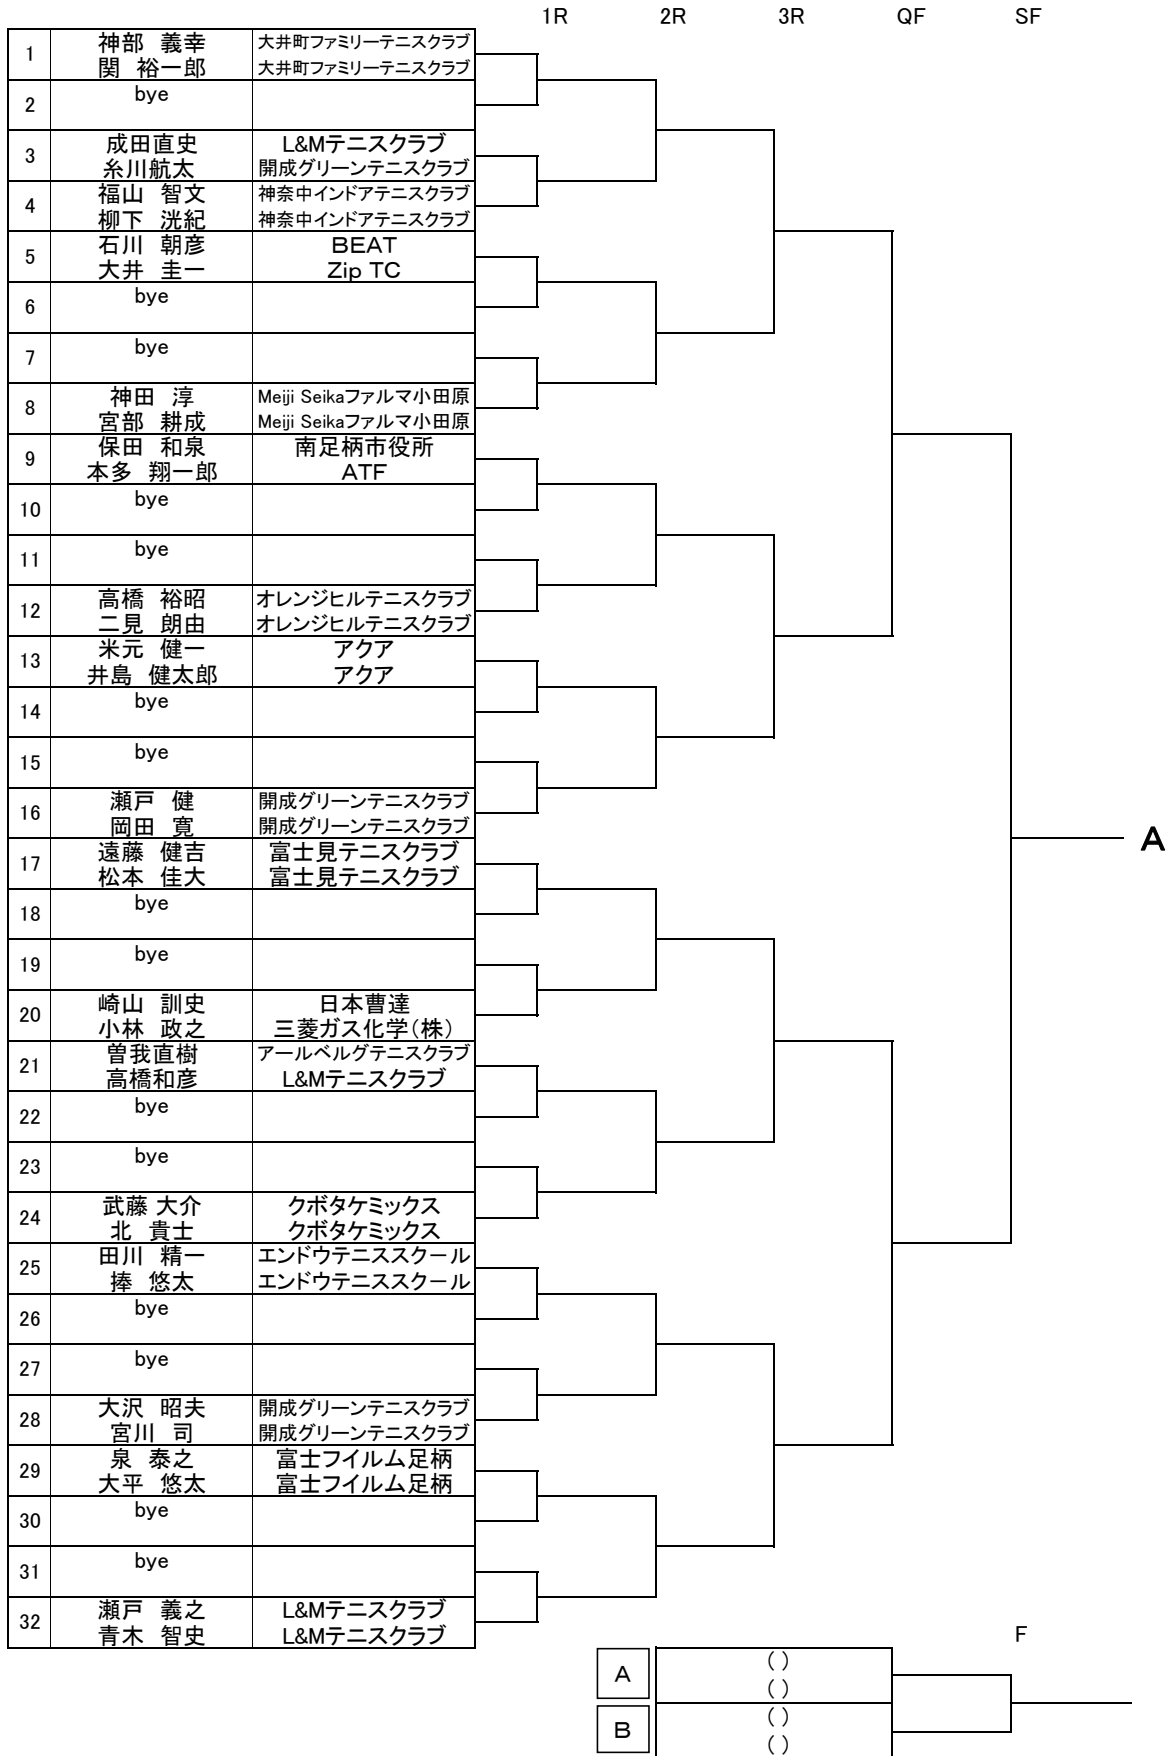 1R 2R 3R QF SF
1 神部 義幸 大井町ファミリーテニスクラブ
関 裕一郎 大井町ファミリーテニスクラブ
2 bye
3 成田直史 L&Mテニスクラブ
糸川航太 開成グリーンテニスクラブ
4 福山 智文 神奈中インドアテニスクラブ
柳下 洸紀 神奈中インドアテニスクラブ
5 石川 朝彦 BEAT
大井 圭一 Zip TC
6 bye
7 bye
8 神田 淳 Meiji Seikaファルマ小田原
宮部 耕成 Meiji Seikaファルマ小田原
9 保田 和泉 南足柄市役所
本多 翔一郎 ATF
10 bye
11 bye
12 高橋 裕昭 オレンジヒルテニスクラブ
二見 朗由 オレンジヒルテニスクラブ
13 米元 健一 アクア
井島 健太郎 アクア
14 bye
15 bye
16 瀬戸 健 開成グリーンテニスクラブ
岡田 寛 開成グリーンテニスクラブ
17 遠藤 健吉 富士見テニスクラブ
松本 佳大 富士見テニスクラブ
18 bye
19 bye
20 崎山 訓史 日本曹達
小林 政之 三菱ガス化学(株)
21 曽我直樹 アールベルグテニスクラブ
高橋和彦 L&Mテニスクラブ
22 bye
23 bye
24 武藤 大介 クボタケミックス
北 貴士 クボタケミックス
25 田川 精一 エンドウテニススクール
捧 悠太 エンドウテニススクール
26 bye
27 bye
28 大沢 昭夫 開成グリーンテニスクラブ
宮川 司 開成グリーンテニスクラブ
29 泉 泰之 富士フイルム足柄
大平 悠太 富士フイルム足柄
30 bye
31 bye
32 瀬戸 義之 L&Mテニスクラブ
青木 智史 L&Mテニスクラブ
A
F
A ( )
( )
B ( )
( )